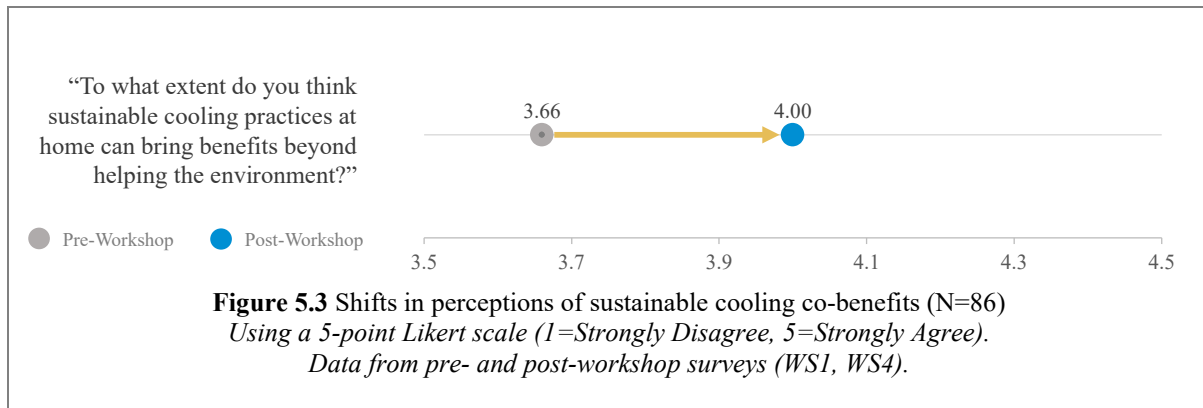 “To what extent do you think
sustainable cooling practices at
home can bring benefits beyond
helping the environment?”
3.66
4.00
Pre-Workshop
Post-Workshop
3.5
3.7
3.9
4.1
4.3
4.5
Figure 5.3 Shifts in perceptions of sustainable cooling co-benefits (N=86)
Using a 5-point Likert scale (1=Strongly Disagree, 5=Strongly Agree).
Data from pre- and post-workshop surveys (WS1, WS4).